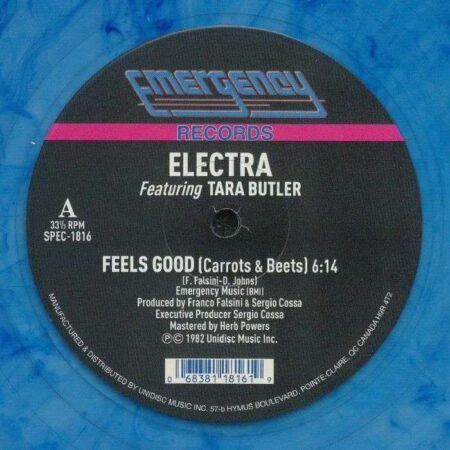 EMERGENCY
RECORDS
ELECTRA
Featuring TARA BUTLER
A
33⅓ RPM
SPEC-1816
FEELS GOOD (Carrots & Beets) 6:14
(F. Falsini-D. Johns)
Emergency Music (BMI)
Produced by Franco Falsini & Sergio Cossa
Executive Producer Sergio Cossa
Mastered by Herb Powers
Ⓟ© 1982 Unidisc Music Inc.
0 68381 18161 9
MANUFACTURED & DISTRIBUTED BY UNIDISC MUSIC INC. 57-b HYMUS BOULEVARD, POINTE-CLAIRE, QC CANADA H9R 4T2